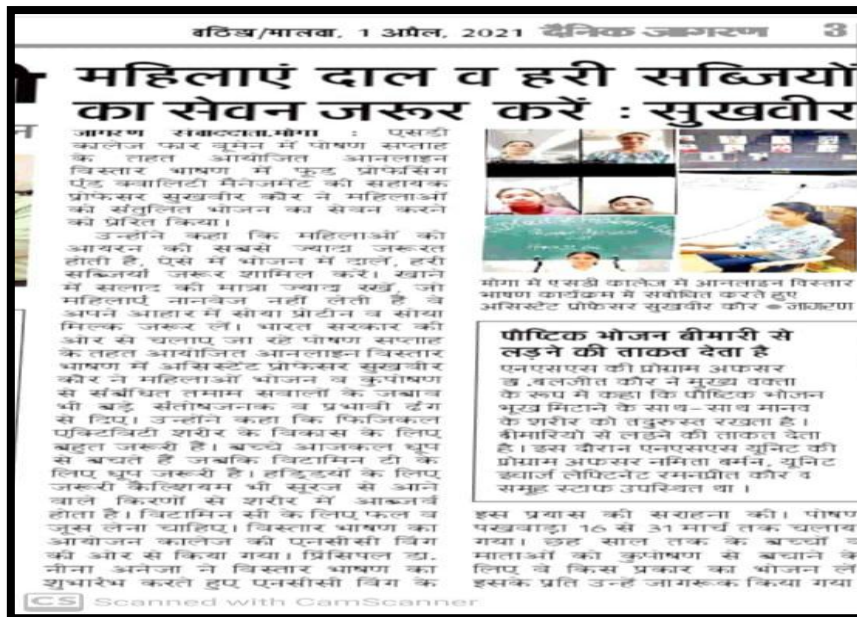 बठिंडा/मालवा, 1 अप्रैल, 2021 दैनिक जागरण 3
महिलाएं दाल व हरी सब्जियों
का सेवन जरूर करें : सुखवीर
जागरण संवाददाता, मोगा : एसडी
कालेज फार वूमेन में पोषण सप्ताह
के तहत आयोजित आनलाइन
विस्तार भाषण में फूड प्रोसेसिंग
एंड क्वालिटी मैनेजमेंट की सहायक
प्रोफेसर सुखवीर कौर ने महिलाओं
को संतुलित भोजन का सेवन करने
को प्रेरित किया।
उन्होंने कहा कि महिलाओं को
आयरन की सबसे ज्यादा जरूरत
होती है, ऐसे में भोजन में दालें, हरी
सब्जियां जरूर शामिल करें। खाने
में सलाद की मात्रा ज्यादा रखें, जो
महिलाएं नानवेज नहीं लेती हैं वे
अपने आहार में सोया प्रोटीन व सोया
मिल्क जरूर लें। भारत सरकार की
ओर से चलाए जा रहे पोषण सप्ताह
के तहत आयोजित आनलाइन विस्तार
भाषण में असिस्टेंट प्रोफेसर सुखवीर
कौर ने महिलाओं भोजन व कुपोषण
से संबंधित तमाम सवालों के जवाब
भी बड़े संतोषजनक व प्रभावी ढंग
से दिए। उन्होंने कहा कि फिजिकल
एक्टिविटी शरीर के विकास के लिए
बहुत जरूरी है। बच्चे आजकल धूप
से बचते हैं जबकि विटामिन टी के
लिए धूप जरूरी है। हड्डियों के लिए
जरूरी कैल्शियम भी सूरज से आने
वाले किरणों से शरीर में आब्जर्व
होता है। विटामिन सी के लिए फल व
जूस लेना चाहिए। विस्तार भाषण का
आयोजन कालेज की एनसीसी विंग
की ओर से किया गया। प्रिंसिपल डा.
नीना अनेजा ने विस्तार भाषण का
शुभारंभ करते हुए एनसीसी विंग के
मोगा में एसडी कालेज में आनलाइन विस्तार
भाषण कार्यक्रम में संबोधित करते हुए
असिस्टेंट प्रोफेसर सुखवीर कौर ● जागरण
पौष्टिक भोजन बीमारी से
लड़ने की ताकत देता है
एनएसएस की प्रोग्राम अफसर
डा.बलजीत कौर ने मुख्य वक्ता
के रूप में कहा कि पौष्टिक भोजन
भूख मिटाने के साथ-साथ मानव
के शरीर को तंदुरुस्त रखता है।
बीमारियो से लड़ने की ताकत देता
है। इस दौरान एनएसएस यूनिट की
प्रोग्राम अफसर नमिता बर्मन, यूनिट
इंचार्ज लेफ्टिनेंट रमनप्रीत कौर व
समूह स्टाफ उपस्थित था।
इस प्रयास की सराहना की। पोषण
पखवाड़ा 16 से 31 मार्च तक चलाया
गया। छह साल तक के बच्चों व
माताओं को कुपोषण से बचाने के
लिए वे किस प्रकार का भोजन लें
इसके प्रति उन्हें जागरूक किया गया
CS Scanned with CamScanner